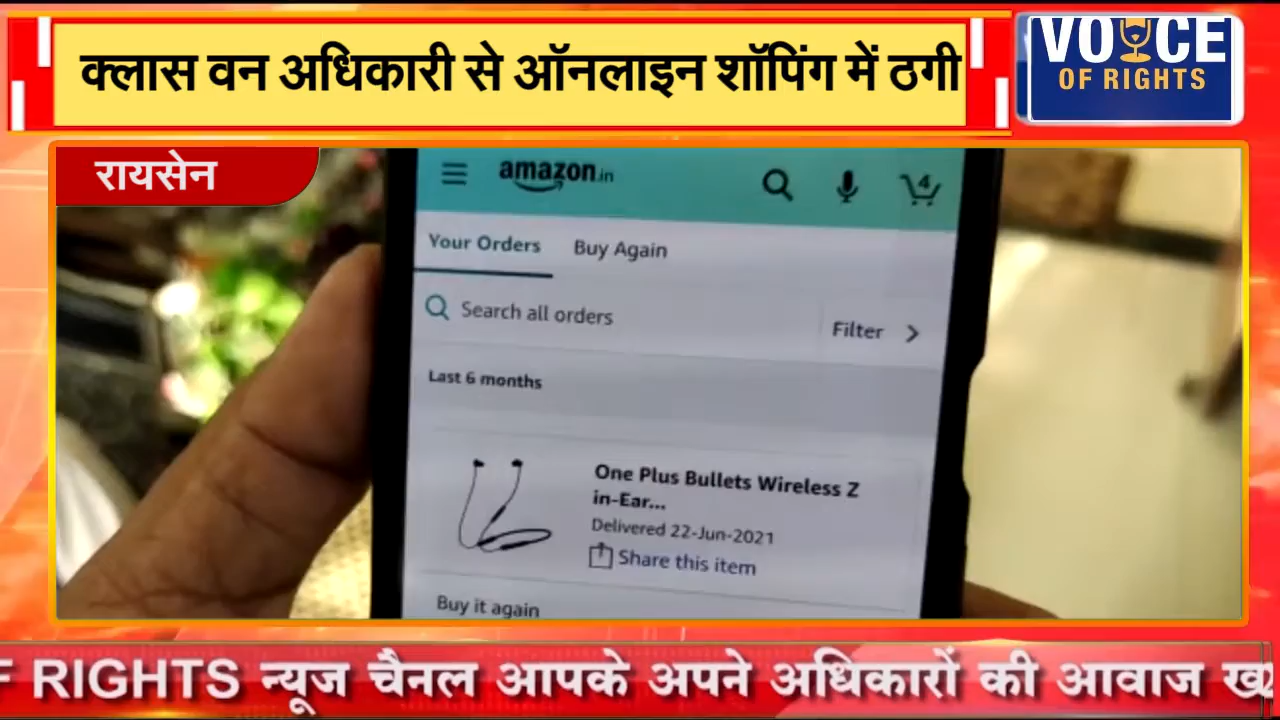 क्लास वन अधिकारी से ऑनलाइन शॉपिंग में ठगी
VOICE
OF RIGHTS
रायसेन
amazon.in
4
Your Orders Buy Again
Search all orders
Filter
Last 6 months
One Plus Bullets Wireless Z
in-Ear...
Delivered 22-Jun-2021
Share this item
Buy it again
RIGHTS न्यूज चैनल आपके अपने अधिकारों की आवाज